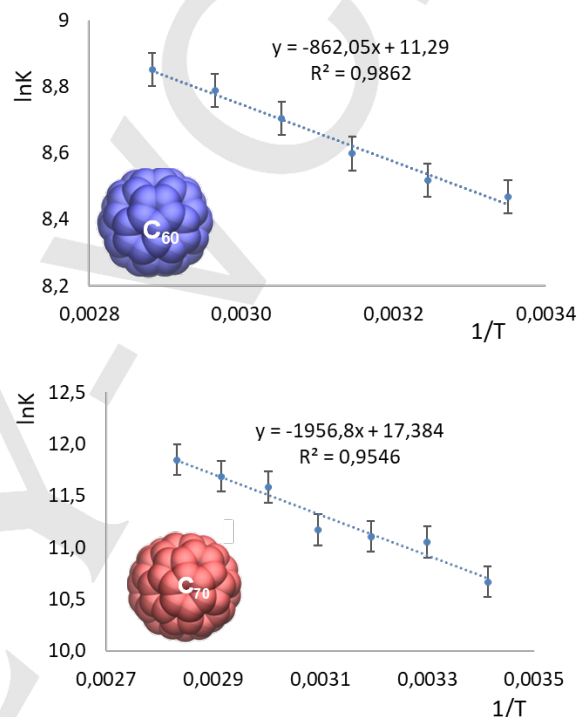 9
y = -862,05x + 11,29
R² = 0,9862
8,8
lnK
8,6
8,4
C₆₀
8,2
0,0028 0,0030 0,0032 0,0034
1/T
12,5
lnK
y = -1956,8x + 17,384
R² = 0,9546
12,0
11,5
11,0
C₇₀
10,5
10,0
0,0027 0,0029 0,0031 0,0033 0,0035
1/T